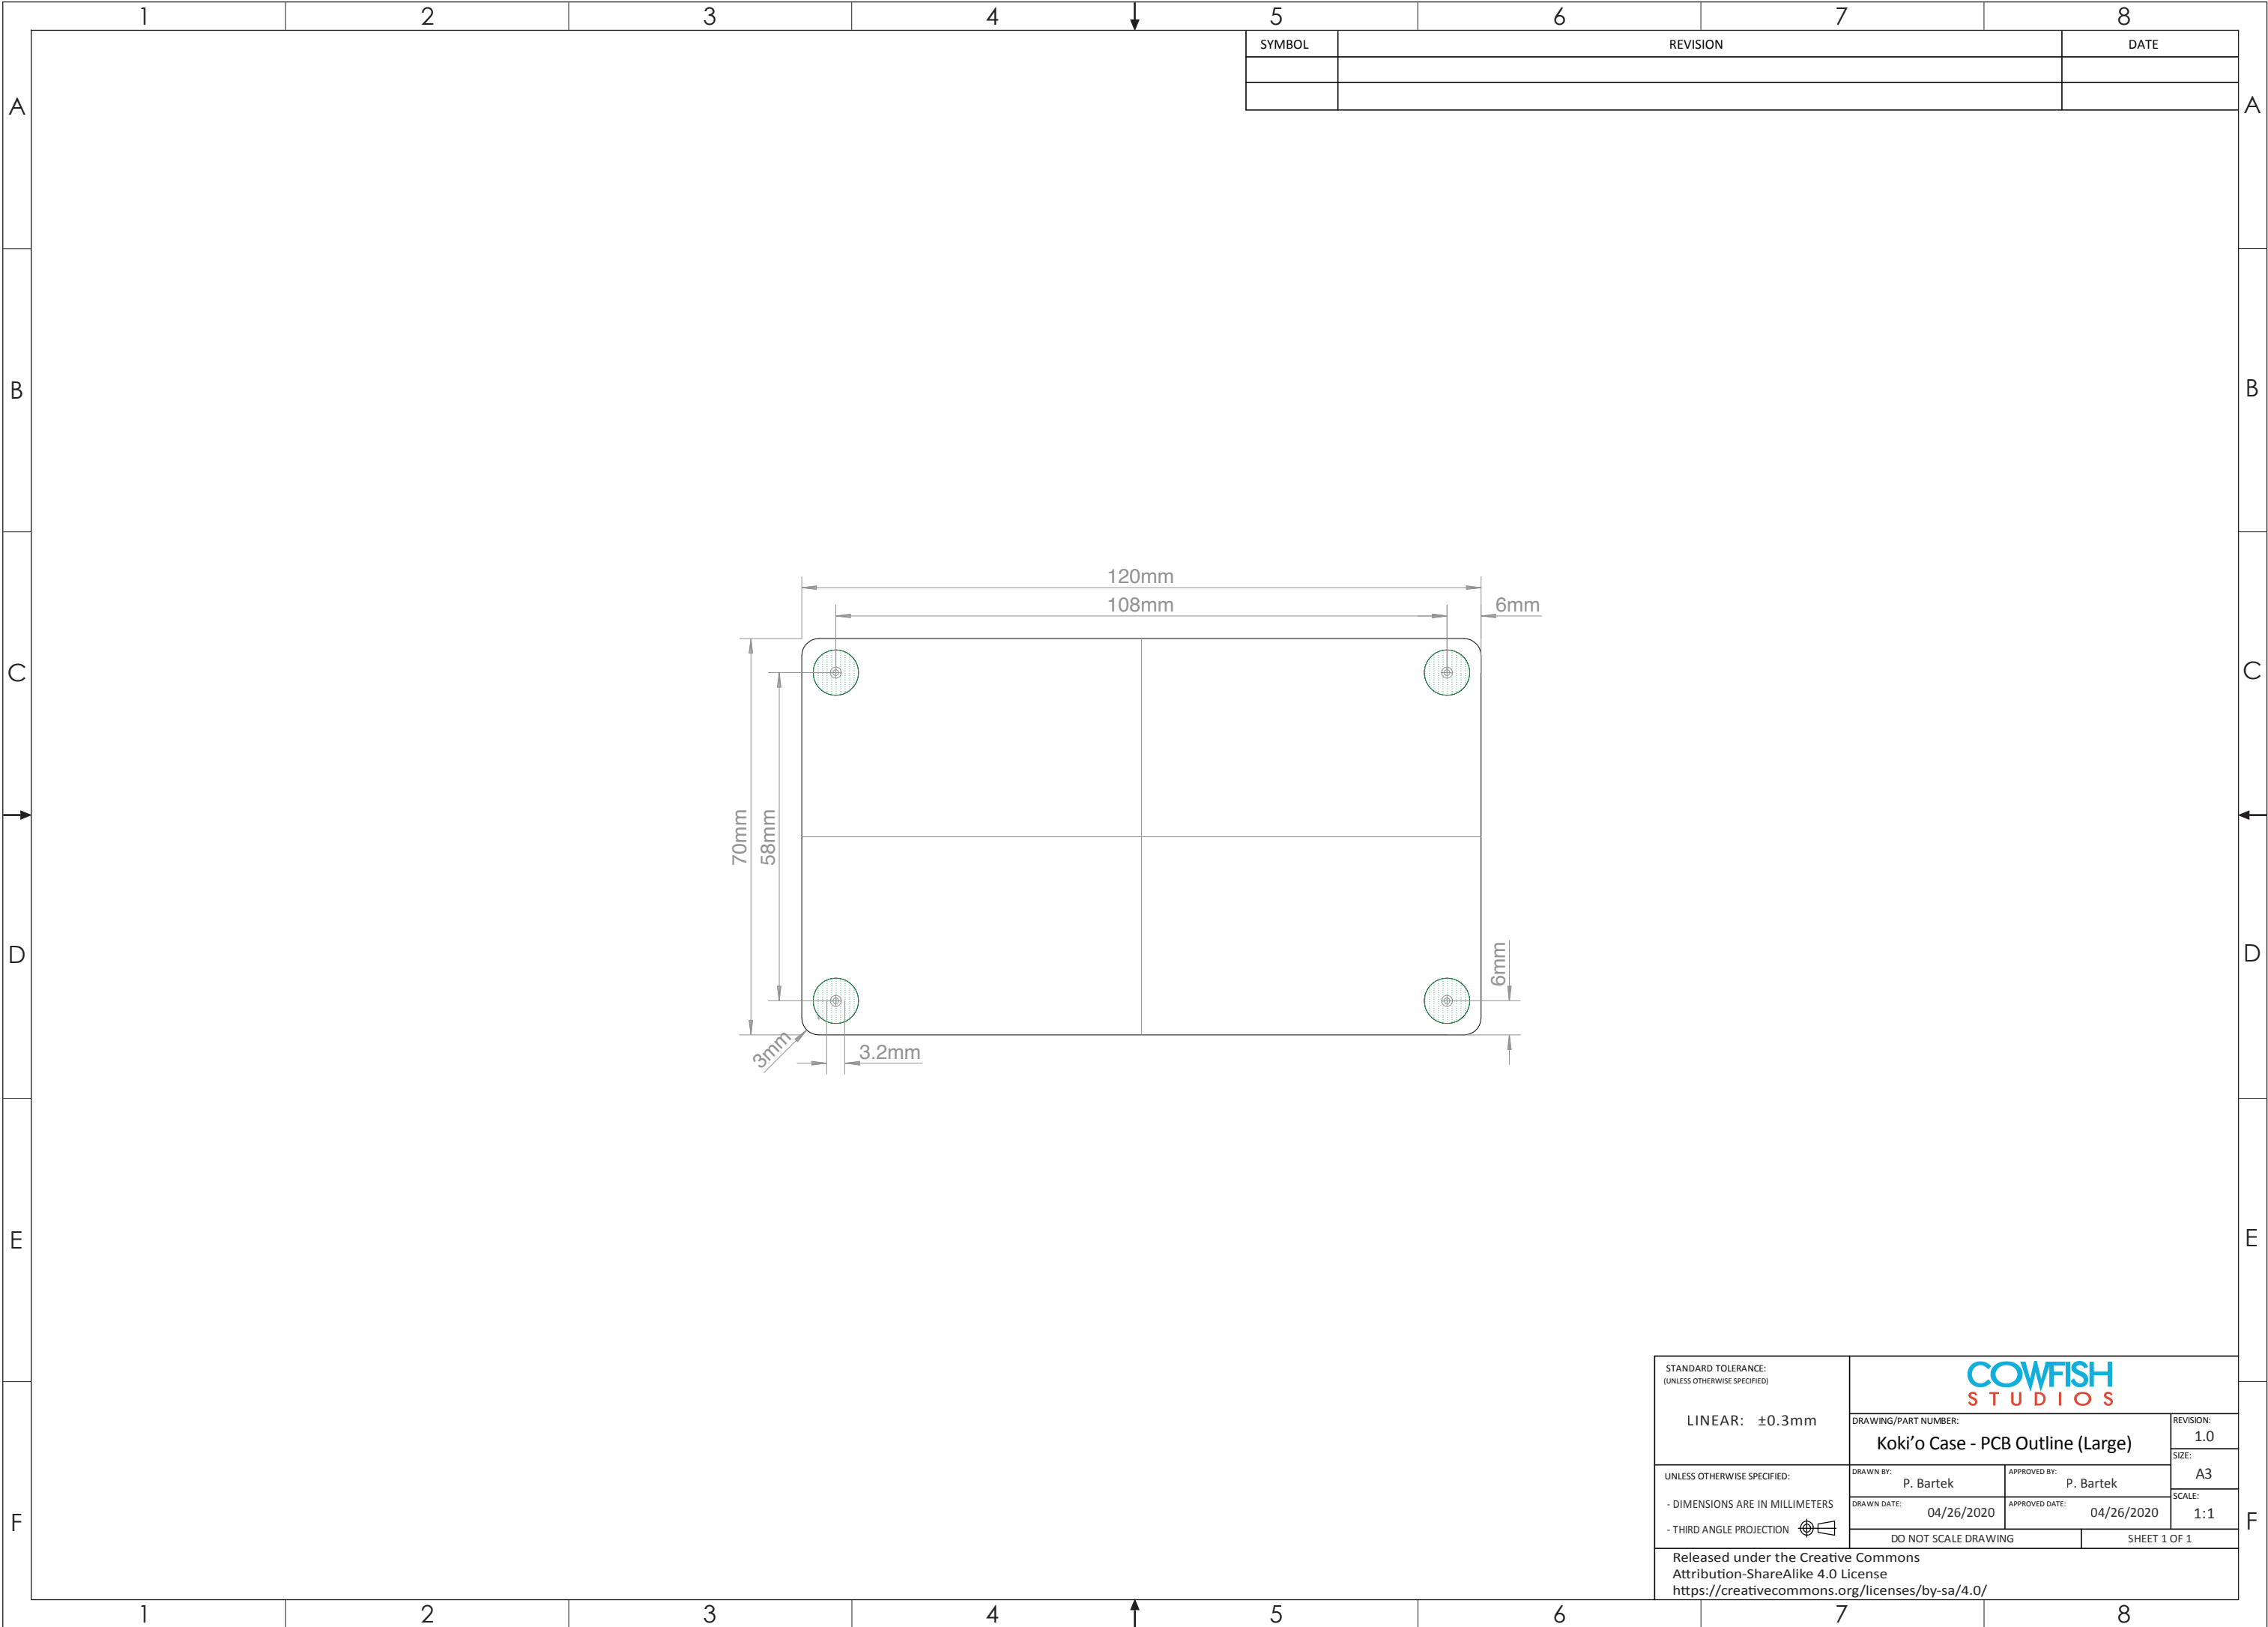 1 2 3 4 5 6 7 8
SYMBOL REVISION DATE
A A
B B
120mm
108mm 6mm
C C
70mm 58mm
D 6mm D
3mm 3.2mm
E E
STANDARD TOLERANCE:
(UNLESS OTHERWISE SPECIFIED)
LINEAR: ±0.3mm
COWFISH
STUDIOS
DRAWING/PART NUMBER:
Koki’o Case - PCB Outline (Large)
REVISION:
1.0
SIZE:
A3
SCALE:
1:1
UNLESS OTHERWISE SPECIFIED:
- DIMENSIONS ARE IN MILLIMETERS
- THIRD ANGLE PROJECTION
DRAWN BY:
P. Bartek
APPROVED BY:
P. Bartek
DRAWN DATE:
04/26/2020
APPROVED DATE:
04/26/2020
DO NOT SCALE DRAWING
SHEET 1 OF 1
F F
Released under the Creative Commons
Attribution-ShareAlike 4.0 License
https://creativecommons.org/licenses/by-sa/4.0/
1 2 3 4 5 6 7 8